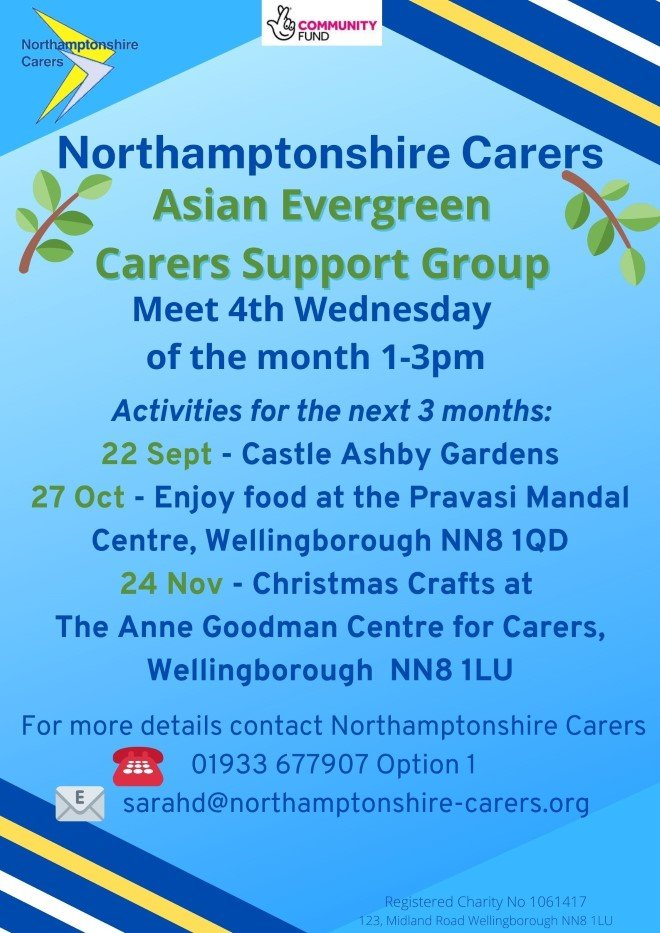 Northamptonshire
Carers
COMMUNITY
FUND
Northamptonshire Carers
Asian Evergreen
Carers Support Group
Meet 4th Wednesday
of the month 1-3pm
Activities for the next 3 months:
22 Sept - Castle Ashby Gardens
27 Oct - Enjoy food at the Pravasi Mandal
Centre, Wellingborough NN8 1QD
24 Nov - Christmas Crafts at
The Anne Goodman Centre for Carers,
Wellingborough NN8 1LU
For more details contact Northamptonshire Carers
01933 677907 Option 1
E
sarahd@northamptonshire-carers.org
Registered Charity No 1061417
123, Midland Road Wellingborough NN8 1LU